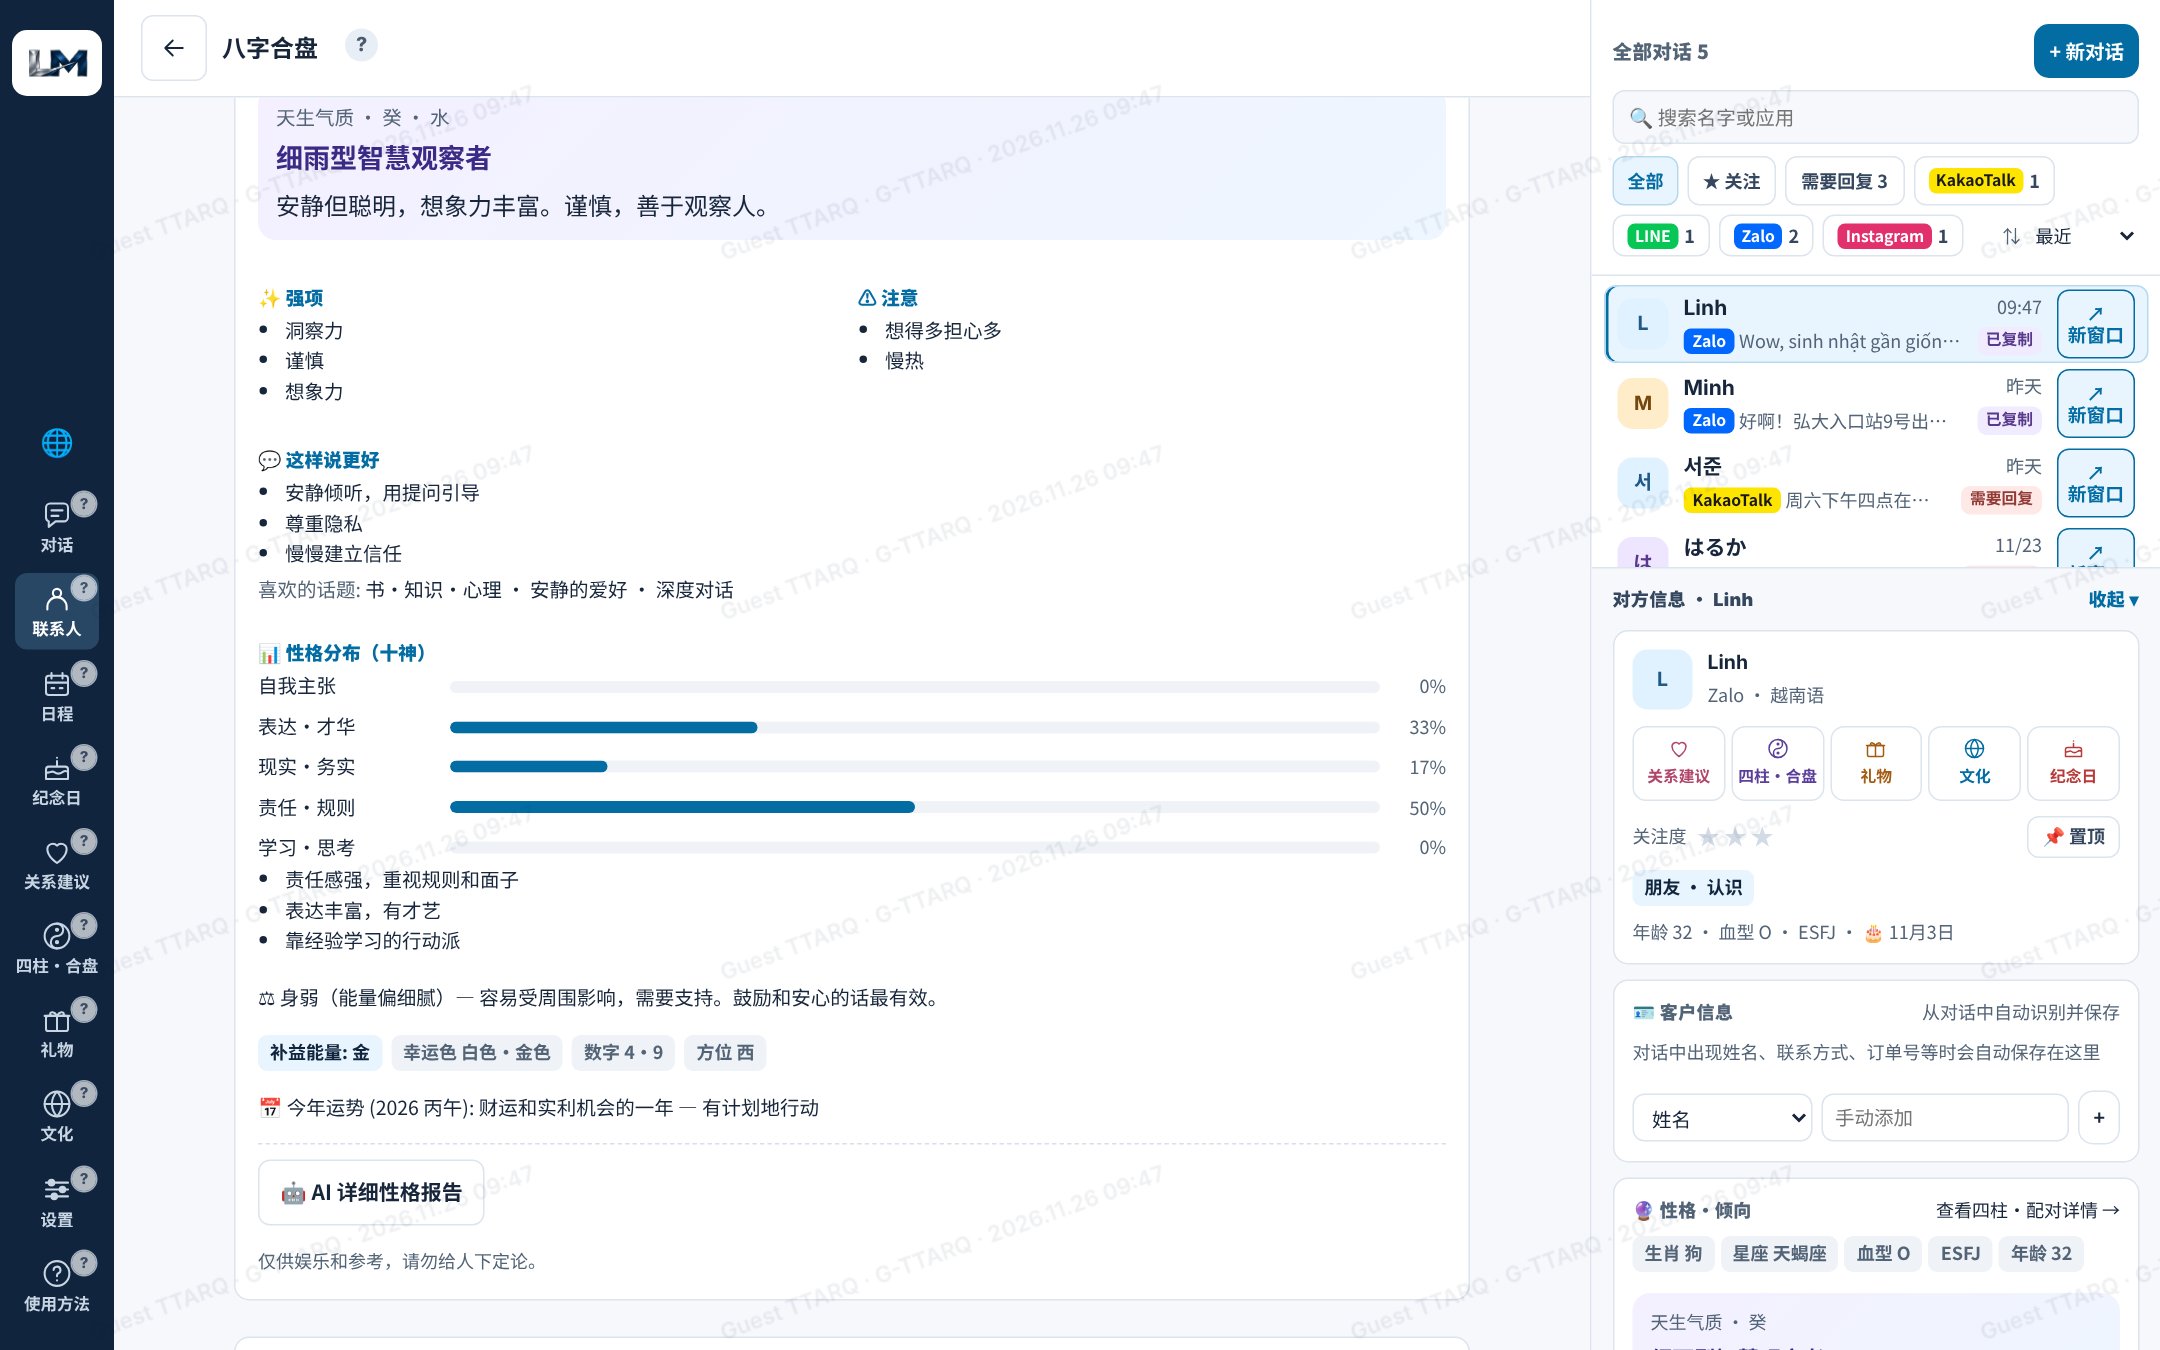 LM
对话
联系人
日程
纪念日
关系建议
四柱・合盘
礼物
文化
设置
使用方法
八字合盘 ?
天生气质 ・ 癸 ・ 水
细雨型智慧观察者
安静但聪明，想象力丰富。谨慎，善于观察人。
✨ 强项
• 洞察力
• 谨慎
• 想象力
⚠ 注意
• 想得多担心多
• 慢热
💬 这样说更好
• 安静倾听，用提问引导
• 尊重隐私
• 慢慢建立信任
喜欢的话题: 书・知识・心理 ・ 安静的爱好 ・ 深度对话
📊 性格分布（十神）
自我主张 0%
表达・才华 33%
现实・务实 17%
责任・规则 50%
学习・思考 0%
• 责任感强，重视规则和面子
• 表达丰富，有才艺
• 靠经验学习的行动派
⚖ 身弱（能量偏细腻）— 容易受周围影响，需要支持。鼓励和安心的话最有效。
补益能量: 金 幸运色 白色・金色 数字 4・9 方位 西
📅 今年运势 (2026 丙午): 财运和实利机会的一年 — 有计划地行动
🤖 AI 详细性格报告
仅供娱乐和参考，请勿给人下定论。
全部对话 5
+ 新对话
🔍 搜索名字或应用
全部 ★ 关注 需要回复 3 KakaoTalk 1
LINE 1 Zalo 2 Instagram 1 ⇅ 最近
L Linh 09:47
Zalo Wow, sinh nhật gần giốn… 已复制
↗ 新窗口
M Minh 昨天
Zalo 好啊！弘大入口站9号出… 已复制
↗ 新窗口
서 서준 昨天
KakaoTalk 周六下午四点在… 需要回复
↗ 新窗口
は はるか 11/23
↗
对方信息 ・ Linh 收起 ▾
L Linh
Zalo ・ 越南语
关系建议 四柱・合盘 礼物 文化 纪念日
关注度 ★★★ 📌 置顶
朋友 ・ 认识
年龄 32 ・ 血型 O ・ ESFJ ・ 🎂 11月3日
🪪 客户信息 从对话中自动识别并保存
对话中出现姓名、联系方式、订单号等时会自动保存在这里
姓名 手动添加 +
🔮 性格・倾向 查看四柱・配对详情 →
生肖 狗 星座 天蝎座 血型 O ESFJ 年龄 32
天生气质 ・ 癸
Guest TTARQ · G-TTARQ · 2026.11.26 09:47